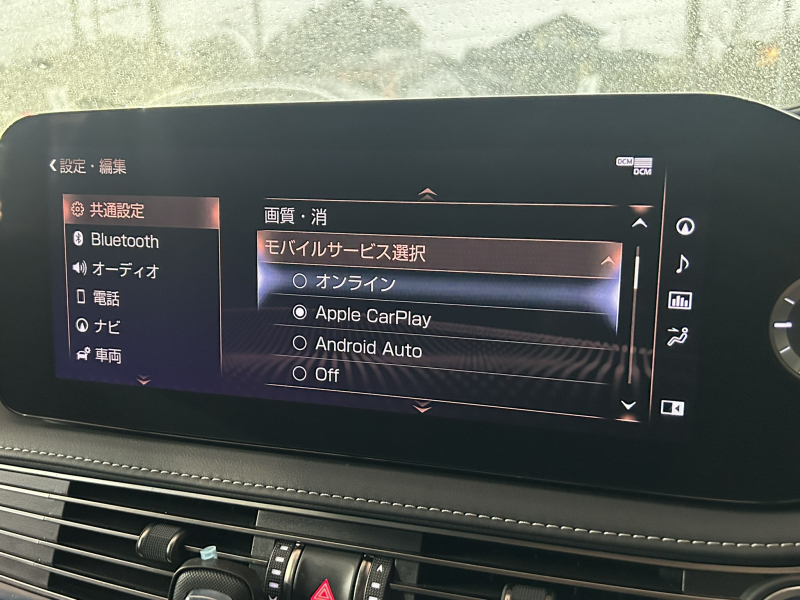 設定・編集
DCM
DCM
共通設定
Bluetooth
オーディオ
電話
ナビ
車両
画質・消
モバイルサービス選択
オンライン
Apple CarPlay
Android Auto
Off